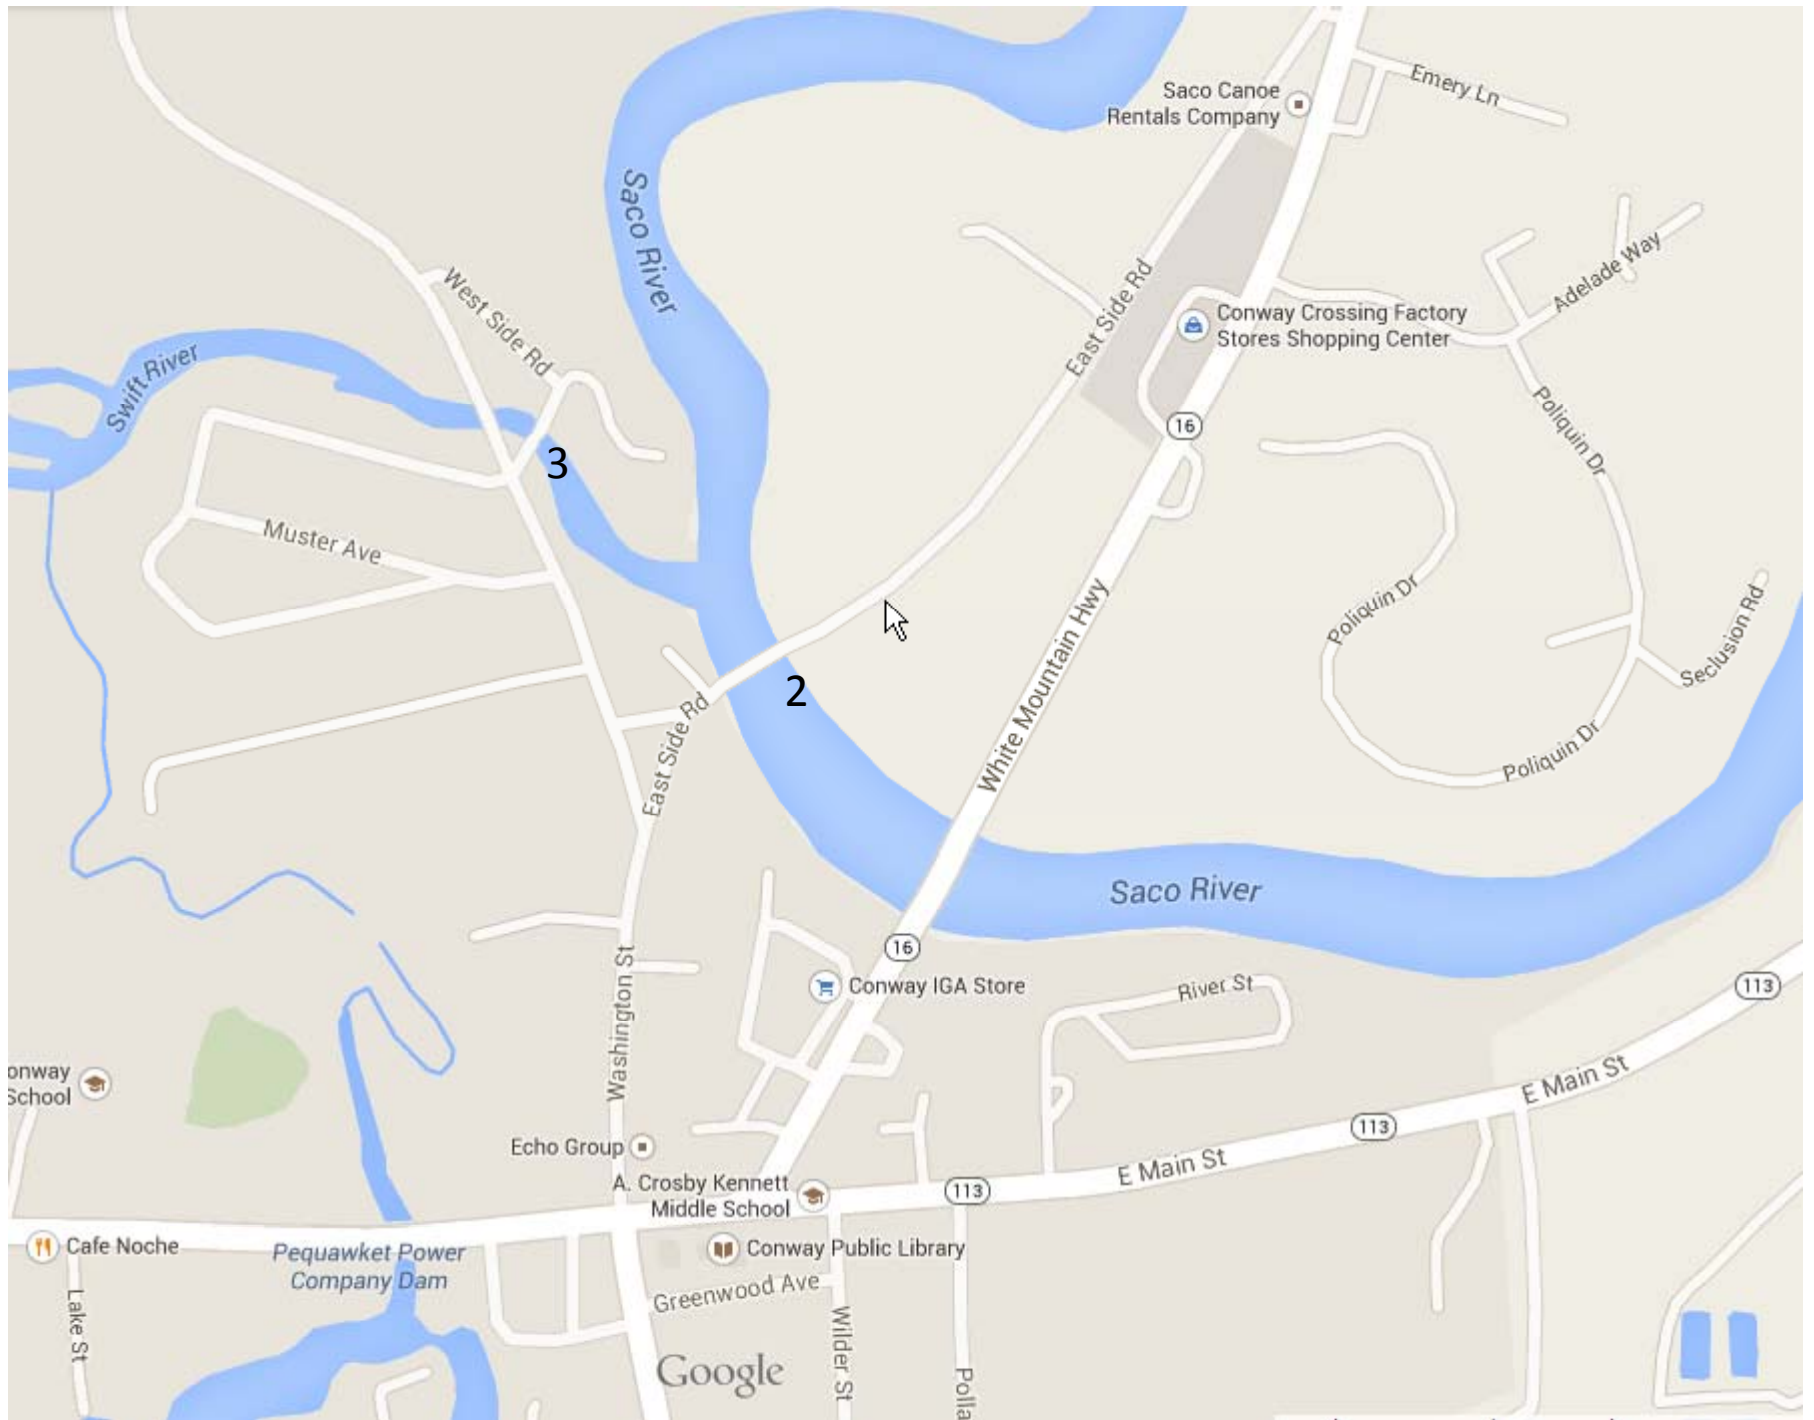 Emery Ln
Saco Canoe
Rentals Company
Saco River
Adelade Way
West Side Rd
East Side Rd
Conway Crossing Factory
Stores Shopping Center
Swift River
Poliquin Dr
16
3
Muster Ave
White Mountain Hwy
Poliquin Dr
Seclusion Rd
2
East Side Rd
Poliquin Dr
Saco River
16
Washington St
Conway IGA Store
River St
113
onway
School
E Main St
113
Echo Group
E Main St
A. Crosby Kennett
Middle School
113
Cafe Noche
Pequawket Power
Company Dam
Conway Public Library
Greenwood Ave
Lake St
Wilder St
Google
Polla